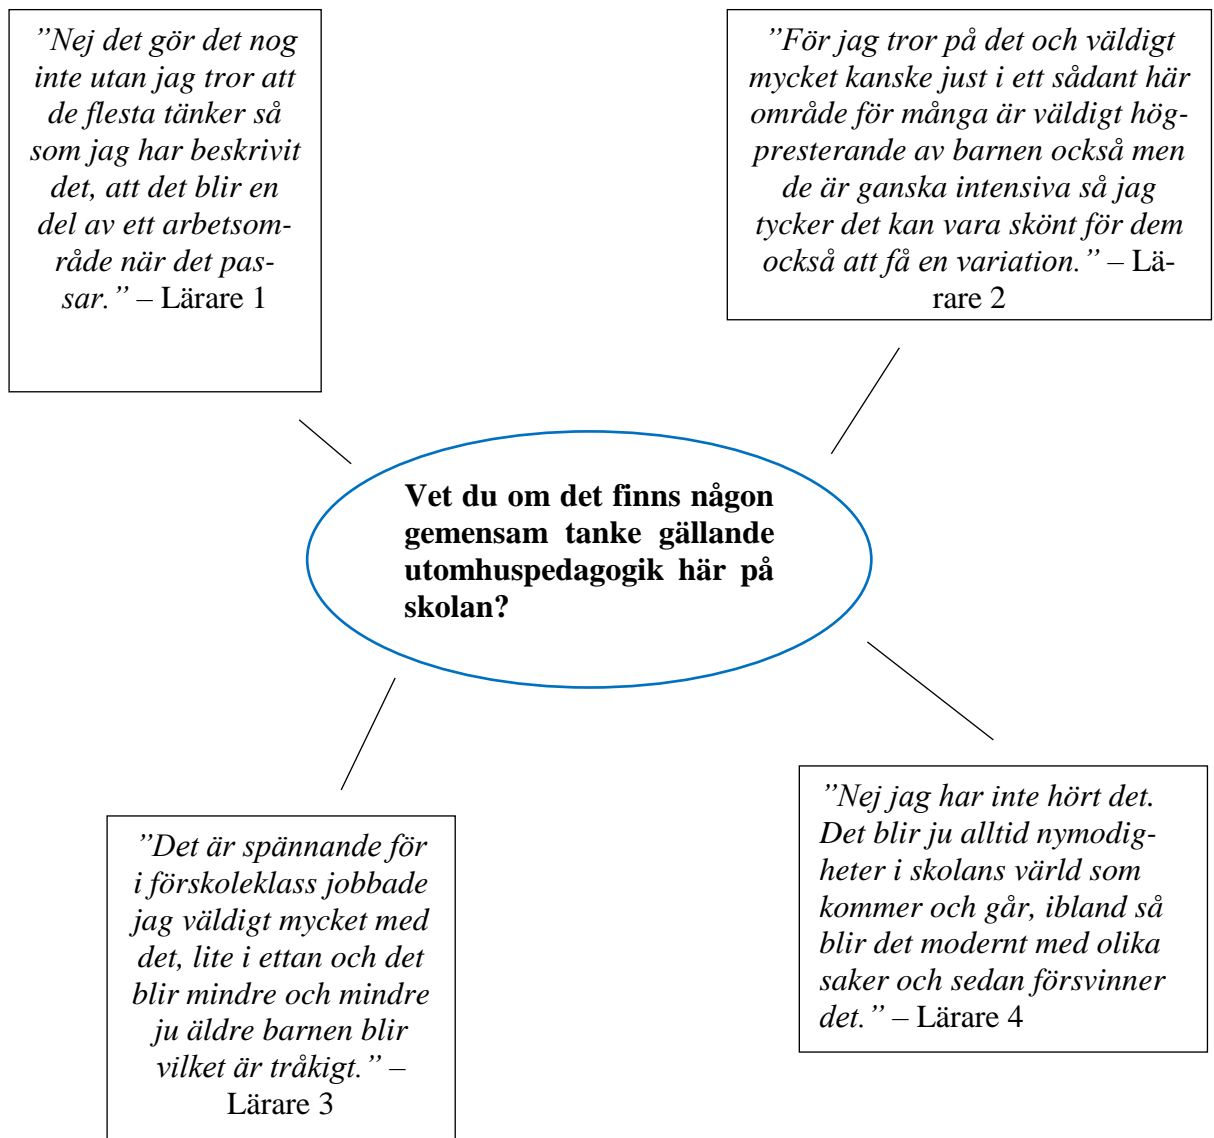 ”Nej det gör det nog
inte utan jag tror att
de flesta tänker så
som jag har beskrivit
det, att det blir en
del av ett arbetsom-
råde när det pas-
sar.” – Lärare 1
”För jag tror på det och väldigt
mycket kanske just i ett sådant här
område för många är väldigt hög-
presterande av barnen också men
de är ganska intensiva så jag
tycker det kan vara skönt för dem
också att få en variation.” – Lä-
rare 2
Vet du om det finns någon
gemensam tanke gällande
utomhuspedagogik här på
skolan?
”Det är spännande för
i förskoleklass jobbade
jag väldigt mycket med
det, lite i ettan och det
blir mindre och mindre
ju äldre barnen blir
vilket är tråkigt.” –
Lärare 3
”Nej jag har inte hört det.
Det blir ju alltid nymodig-
heter i skolans värld som
kommer och går, ibland så
blir det modernt med olika
saker och sedan försvinner
det.” – Lärare 4